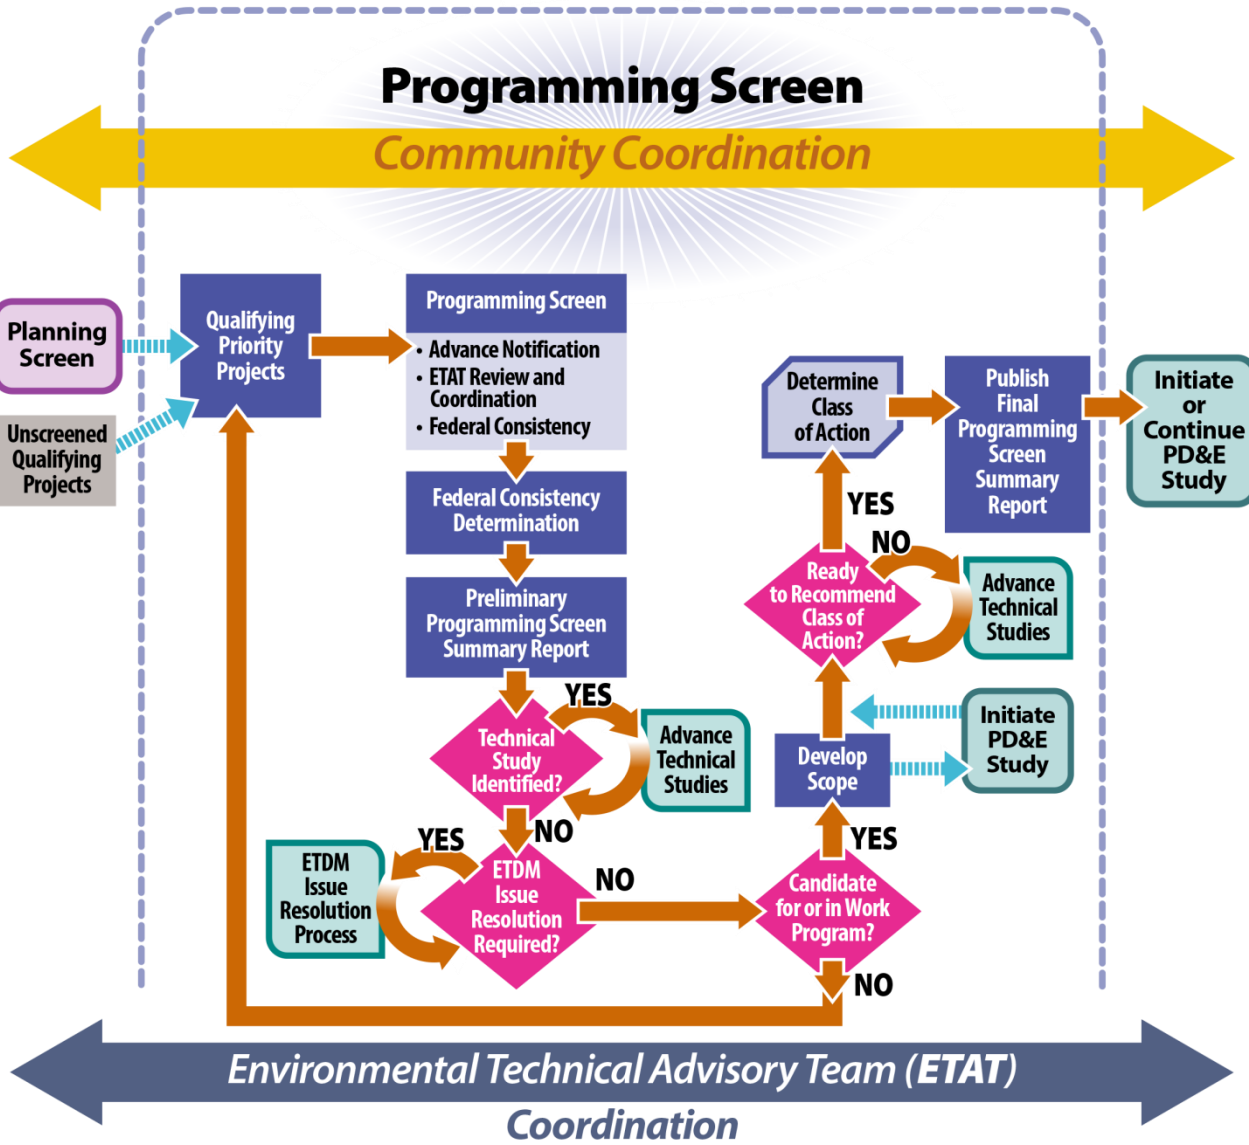 Programming Screen
Community Coordination
Planning
Screen
Unscreened
Qualifying
Projects
Qualifying
Priority
Projects
Programming Screen
• Advance Notification
• ETAT Review and
Coordination
• Federal Consistency
Federal Consistency
Determination
Preliminary
Programming Screen
Summary Report
Technical
Study
Identified?
YES
Advance
Technical
Studies
NO
ETDM
Issue
Resolution
Required?
YES
ETDM
Issue
Resolution
Process
NO
Candidate
for or in Work
Program?
NO
YES
Develop
Scope
Initiate
PD&E
Study
Ready
to Recommend
Class of
Action?
NO
Advance
Technical
Studies
YES
Determine
Class
of Action
Publish
Final
Programming
Screen
Summary
Report
Initiate
or
Continue
PD&E
Study
Environmental Technical Advisory Team (ETAT)
Coordination